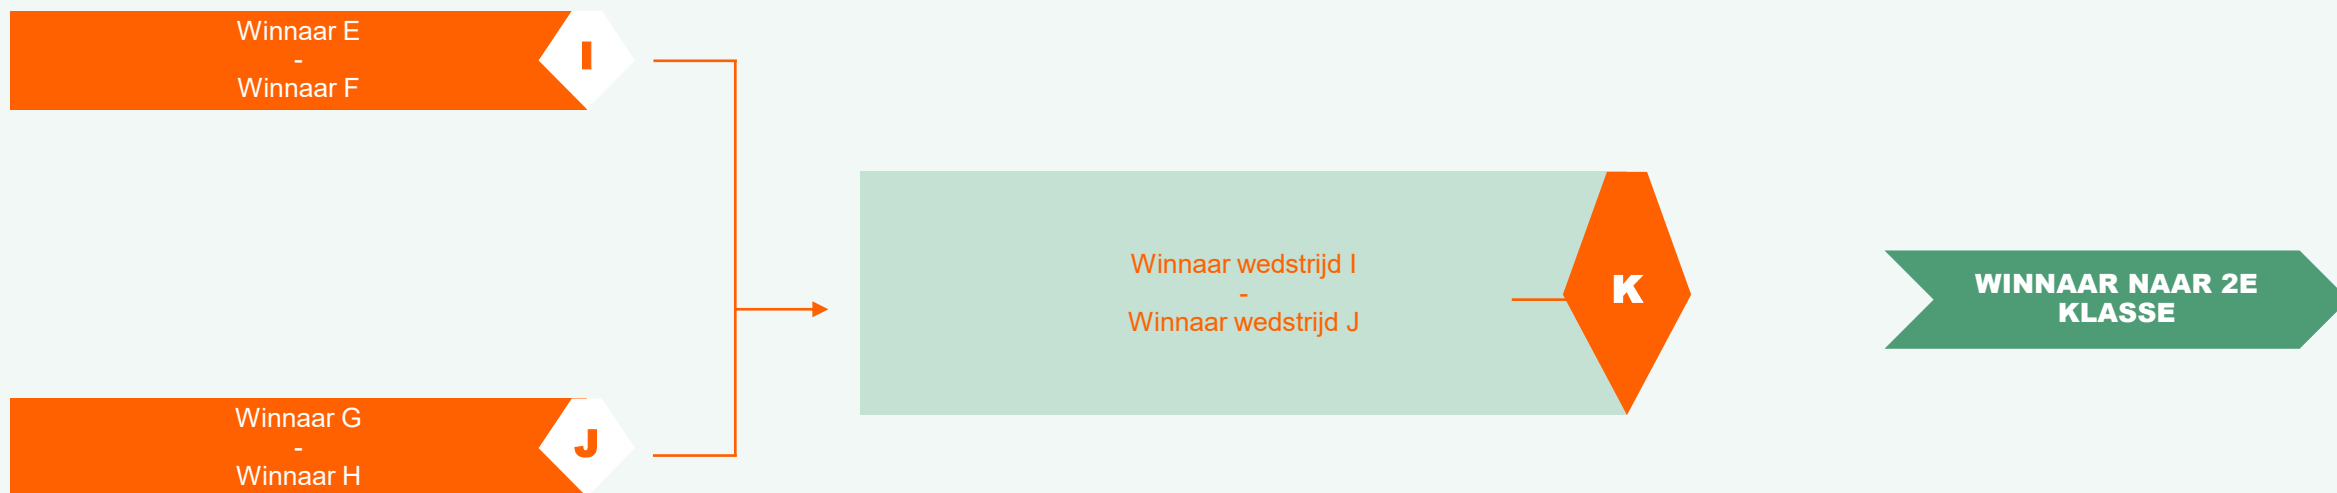 Winnaar E
-
Winnaar F
I
Winnaar G
-
Winnaar H
J
Winnaar wedstrijd I
-
Winnaar wedstrijd J
K
WINNAAR NAAR 2E
KLASSE